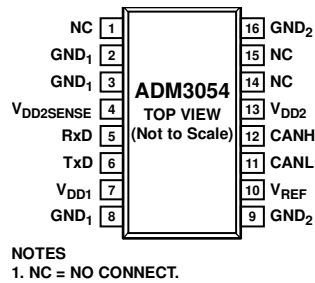 NC 1 16 GND2
GND1 2 15 NC
GND1 3 14 NC
ADM3054
VDD2SENSE 4 TOP VIEW 13 VDD2
RxD 5 (Not to Scale) 12 CANH
TxD 6 11 CANL
VDD1 7 10 VREF
GND1 8 9 GND2
NOTES
1. NC = NO CONNECT.